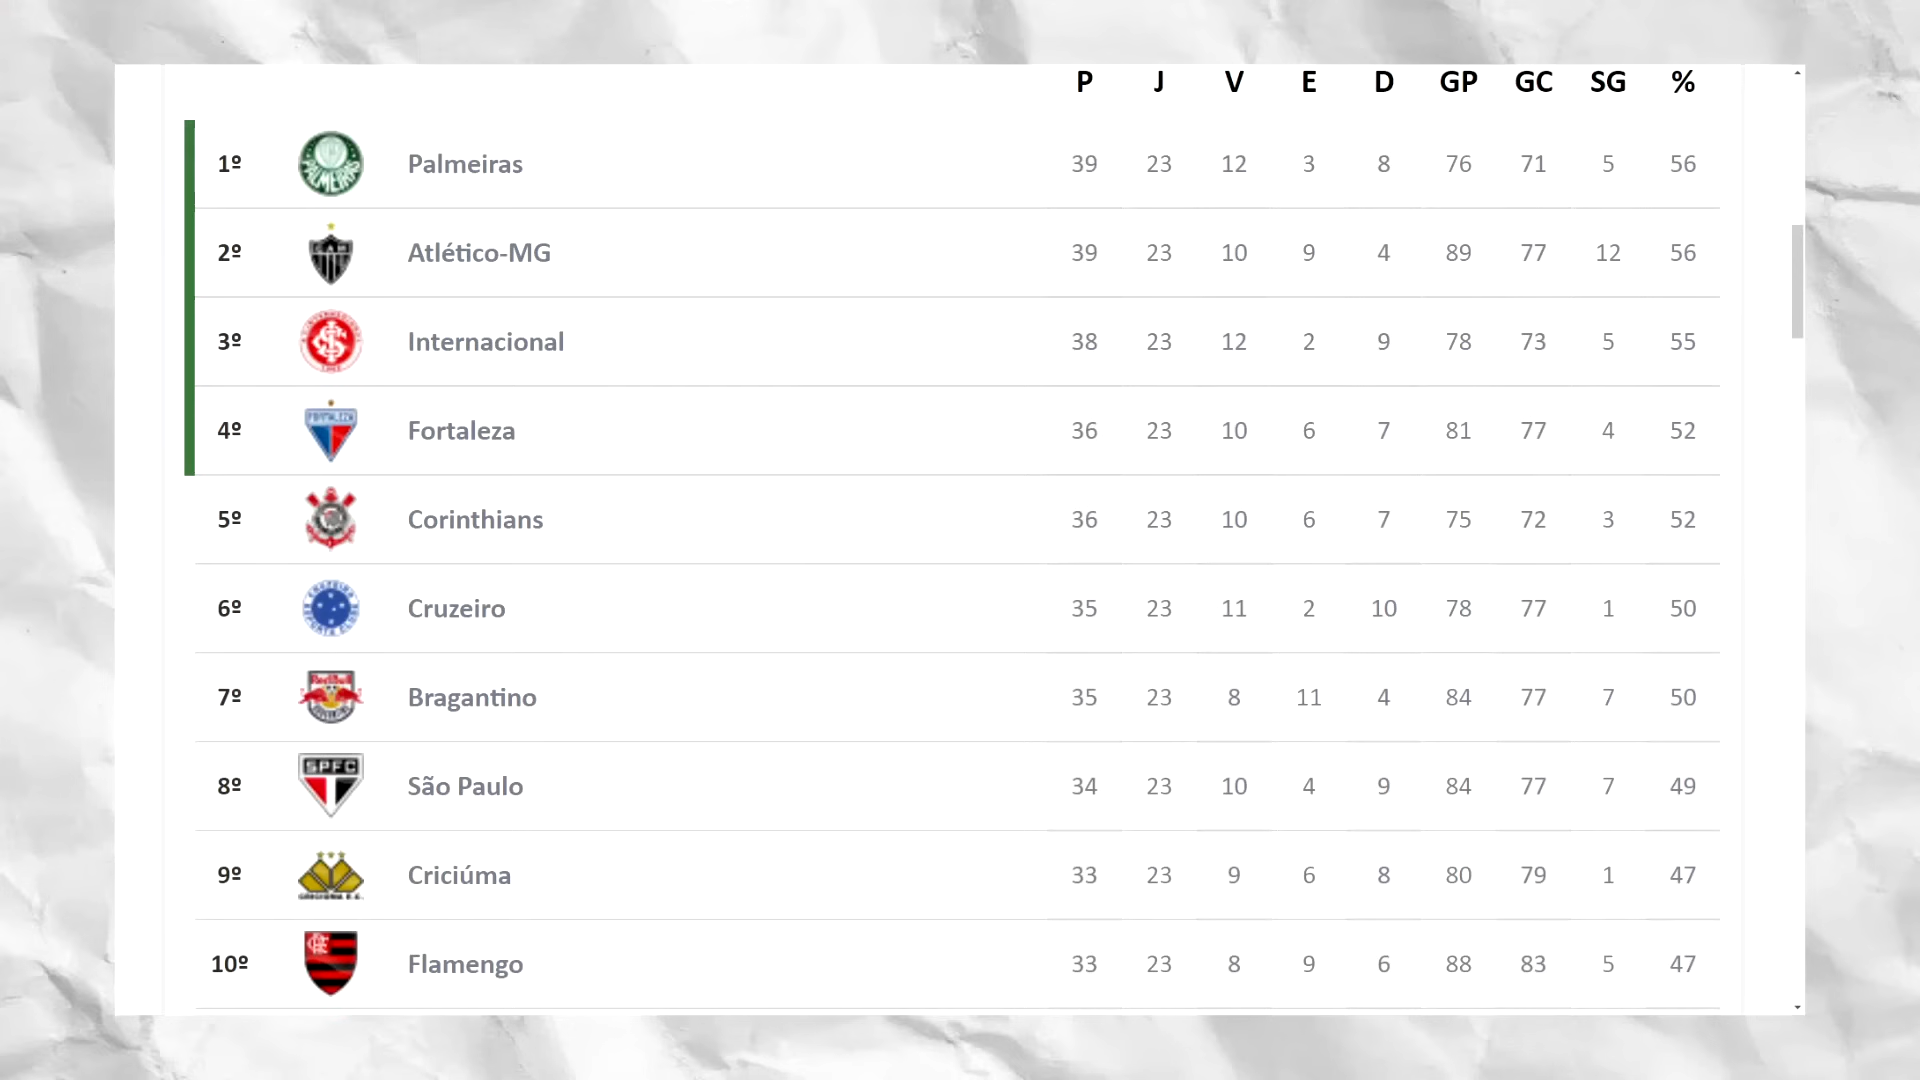 P J V E D GP GC SG %
1º PALMEIRAS Palmeiras 39 23 12 3 8 76 71 5 56
2º CAM Atlético-MG 39 23 10 9 4 89 77 12 56
3º Internacional 38 23 12 2 9 78 73 5 55
4º FORTALEZA Fortaleza 36 23 10 6 7 81 77 4 52
5º Corinthians 36 23 10 6 7 75 72 3 52
6º Cruzeiro 35 23 11 2 10 78 77 1 50
7º RedBull Bragantino 35 23 8 11 4 84 77 7 50
8º SPFC São Paulo 34 23 10 4 9 84 77 7 49
9º Criciúma 33 23 9 6 8 80 79 1 47
10º Flamengo 33 23 8 9 6 88 83 5 47